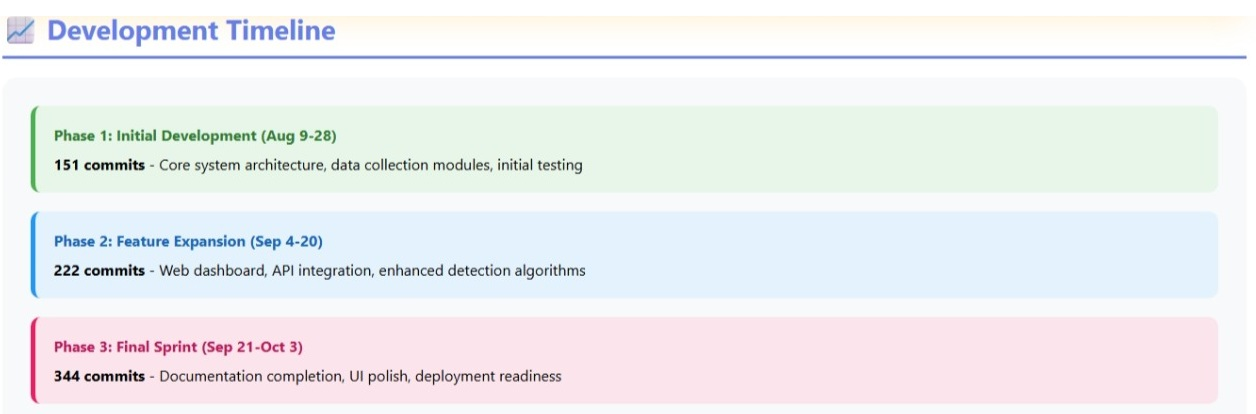 Development Timeline
Phase 1: Initial Development (Aug 9-28)
151 commits - Core system architecture, data collection modules, initial testing
Phase 2: Feature Expansion (Sep 4-20)
222 commits - Web dashboard, API integration, enhanced detection algorithms
Phase 3: Final Sprint (Sep 21-Oct 3)
344 commits - Documentation completion, UI polish, deployment readiness